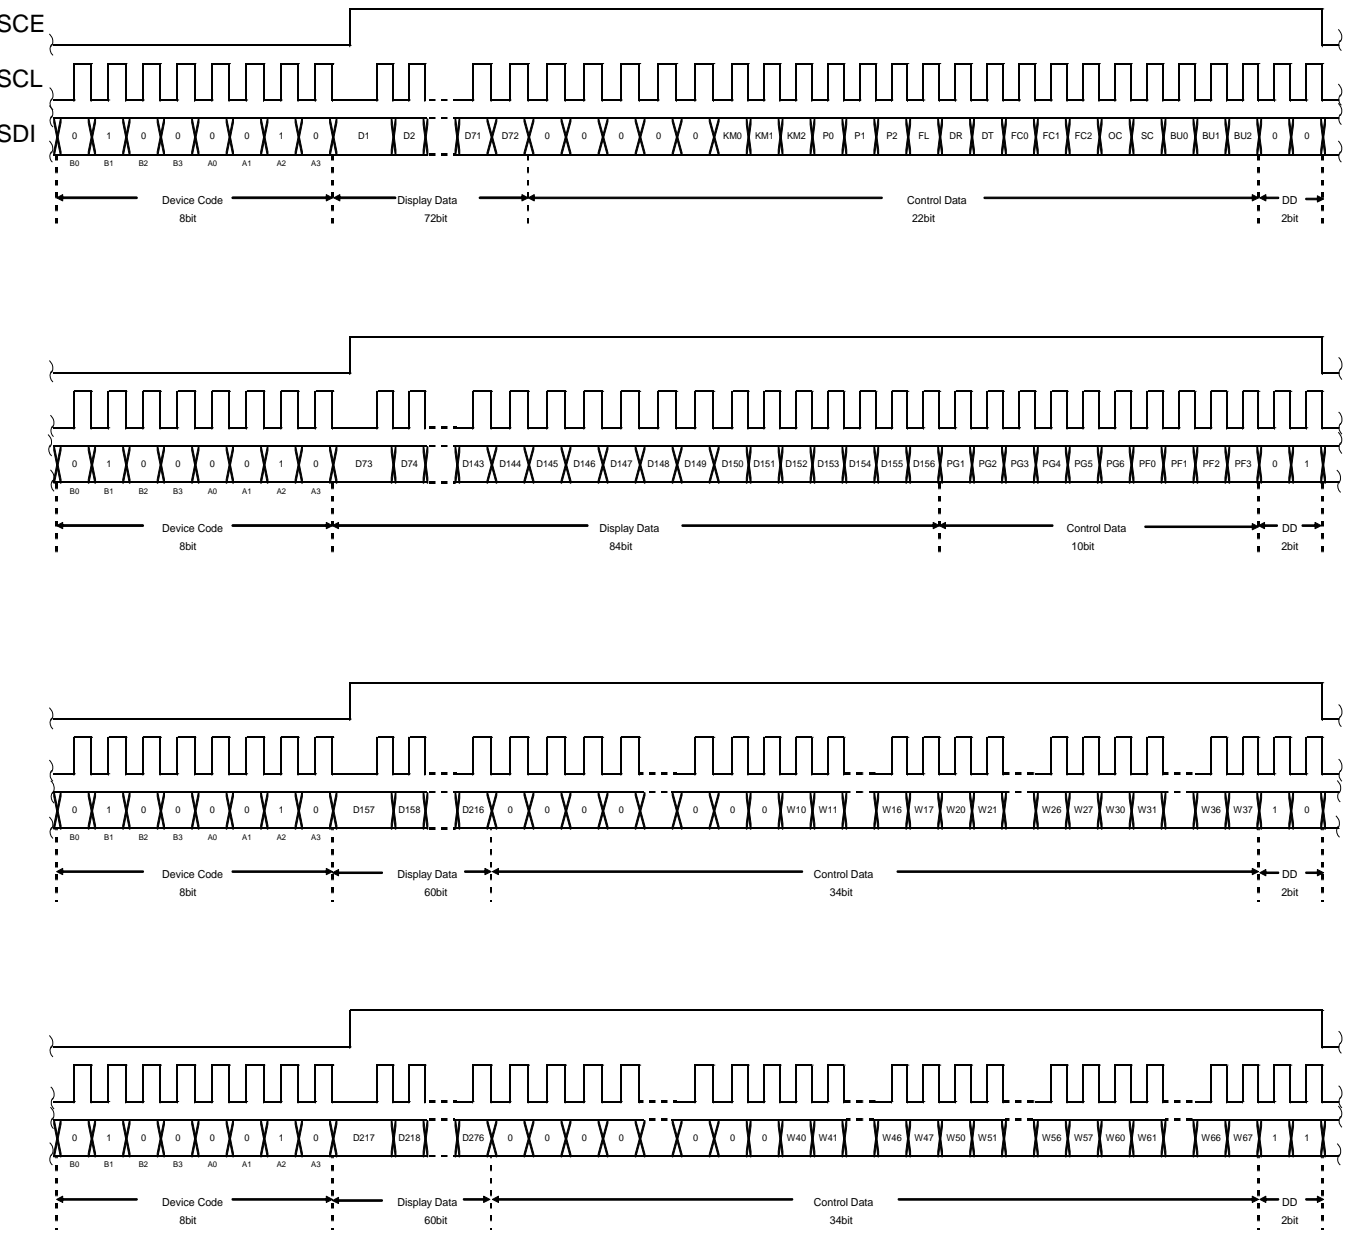 SCE
SCL
SDI
0 1 0 0 0 0 1 0 D1 D2 D71 D72 0 0 0 0 0 KM0 KM1 KM2 P0 P1 P2 FL DR DT FC0 FC1 FC2 OC SC BU0 BU1 BU2 0 0
B0 B1 B2 B3 A0 A1 A2 A3
Device Code Display Data Control Data DD
8bit 72bit 22bit 2bit
0 1 0 0 0 0 1 0 D73 D74 D143 D144 D145 D146 D147 D148 D149 D150 D151 D152 D153 D154 D155 D156 PG1 PG2 PG3 PG4 PG5 PG6 PF0 PF1 PF2 PF3 0 1
B0 B1 B2 B3 A0 A1 A2 A3
Device Code Display Data Control Data DD
8bit 84bit 10bit 2bit
0 1 0 0 0 0 1 0 D157 D158 D216 0 0 0 0 0 0 0 W10 W11 W16 W17 W20 W21 W26 W27 W30 W31 W36 W37 1 0
B0 B1 B2 B3 A0 A1 A2 A3
Device Code Display Data Control Data DD
8bit 60bit 34bit 2bit
0 1 0 0 0 0 1 0 D217 D218 D276 0 0 0 0 0 0 0 W40 W41 W46 W47 W50 W51 W56 W57 W60 W61 W66 W67 1 1
B0 B1 B2 B3 A0 A1 A2 A3
Device Code Display Data Control Data DD
8bit 60bit 34bit 2bit